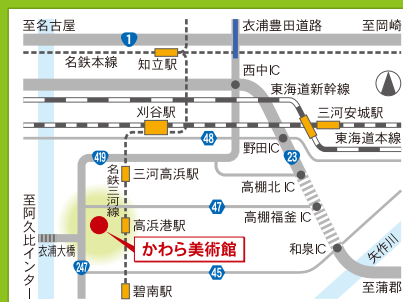 至名古屋
衣浦豊田道路
至岡崎
1
名鉄本線
知立駅
西中IC
東海道新幹線
刈谷駅
三河安城駅
48
東海道本線
野田IC
23
419
三河高浜駅
高棚北IC
名鉄三河線
47
至阿久比インター
高浜港駅
高棚福釜IC
かわら美術館
和泉IC
矢作川
衣浦大橋
247
45
至蒲郡
碧南駅